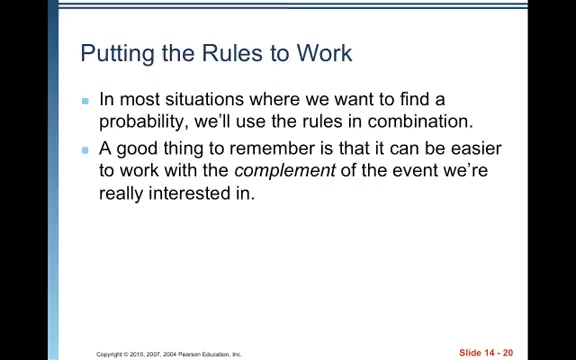 Putting the Rules to Work
In most situations where we want to find a
probability, we'll use the rules in combination.
A good thing to remember is that it can be easier
to work with the complement of the event we're
really interested in.
Copyright © 2010, 2007, 2004 Pearson Education, Inc.
Slide 14 - 20